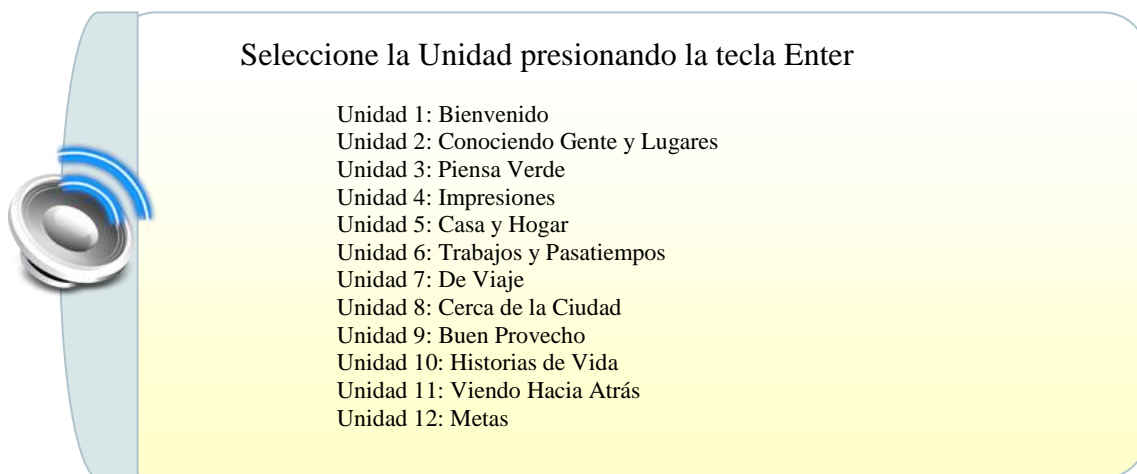 Seleccione la Unidad presionando la tecla Enter
Unidad 1: Bienvenido
Unidad 2: Conociendo Gente y Lugares
Unidad 3: Piensa Verde
Unidad 4: Impresiones
Unidad 5: Casa y Hogar
Unidad 6: Trabajos y Pasatiempos
Unidad 7: De Viaje
Unidad 8: Cerca de la Ciudad
Unidad 9: Buen Provecho
Unidad 10: Historias de Vida
Unidad 11: Viendo Hacia Atrás
Unidad 12: Metas